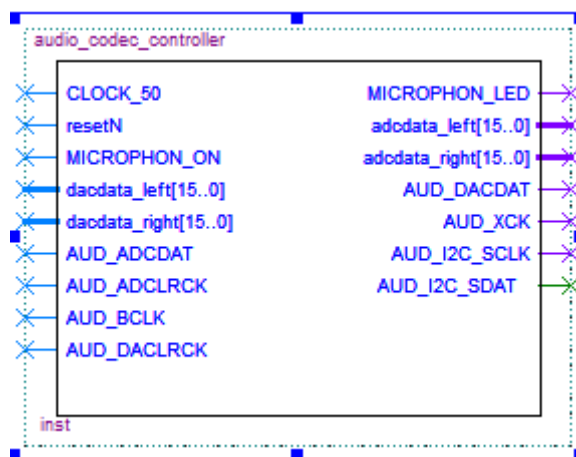 audio_codec_controller
CLOCK_50
MICROPHON_LED
resetN
adcdata_left[15..0]
MICROPHON_ON
adcdata_right[15..0]
dacdata_left[15..0]
AUD_DACDAT
dacdata_right[15..0]
AUD_XCK
AUD_ADCDAT
AUD_I2C_SCLK
AUD_ADCLRCK
AUD_I2C_SDAT
AUD_BCLK
AUD_DACLRCK
inst